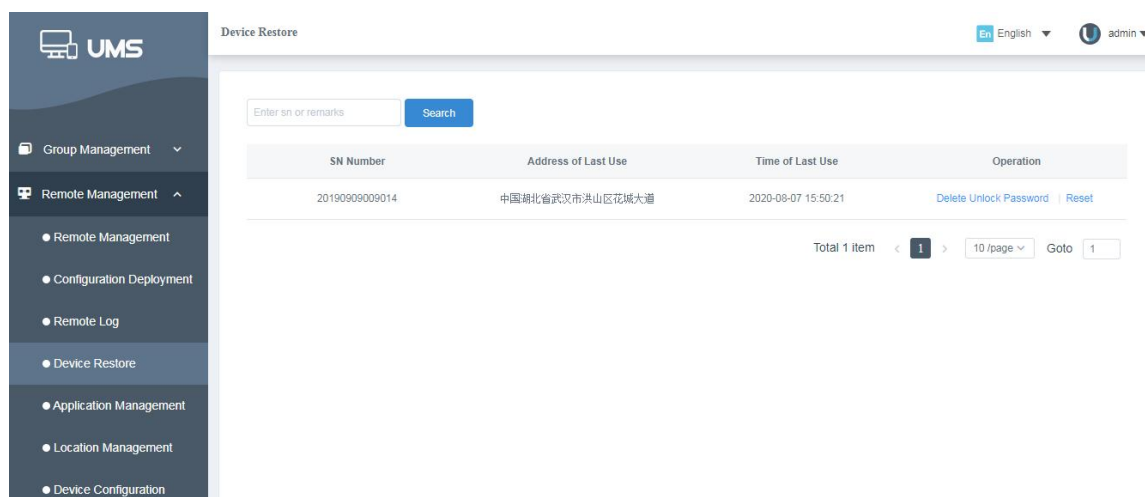 UMS
Device Restore
En English
admin
Enter sn or remarks
Search
Group Management
SN Number Address of Last Use Time of Last Use Operation
Remote Management
20190909009014 中国湖北省武汉市洪山区花城大道 2020-08-07 15:50:21 Delete Unlock Password | Reset
Remote Management
Total 1 item < 1 > 10 /page Goto 1
Configuration Deployment
Remote Log
Device Restore
Application Management
Location Management
Device Configuration